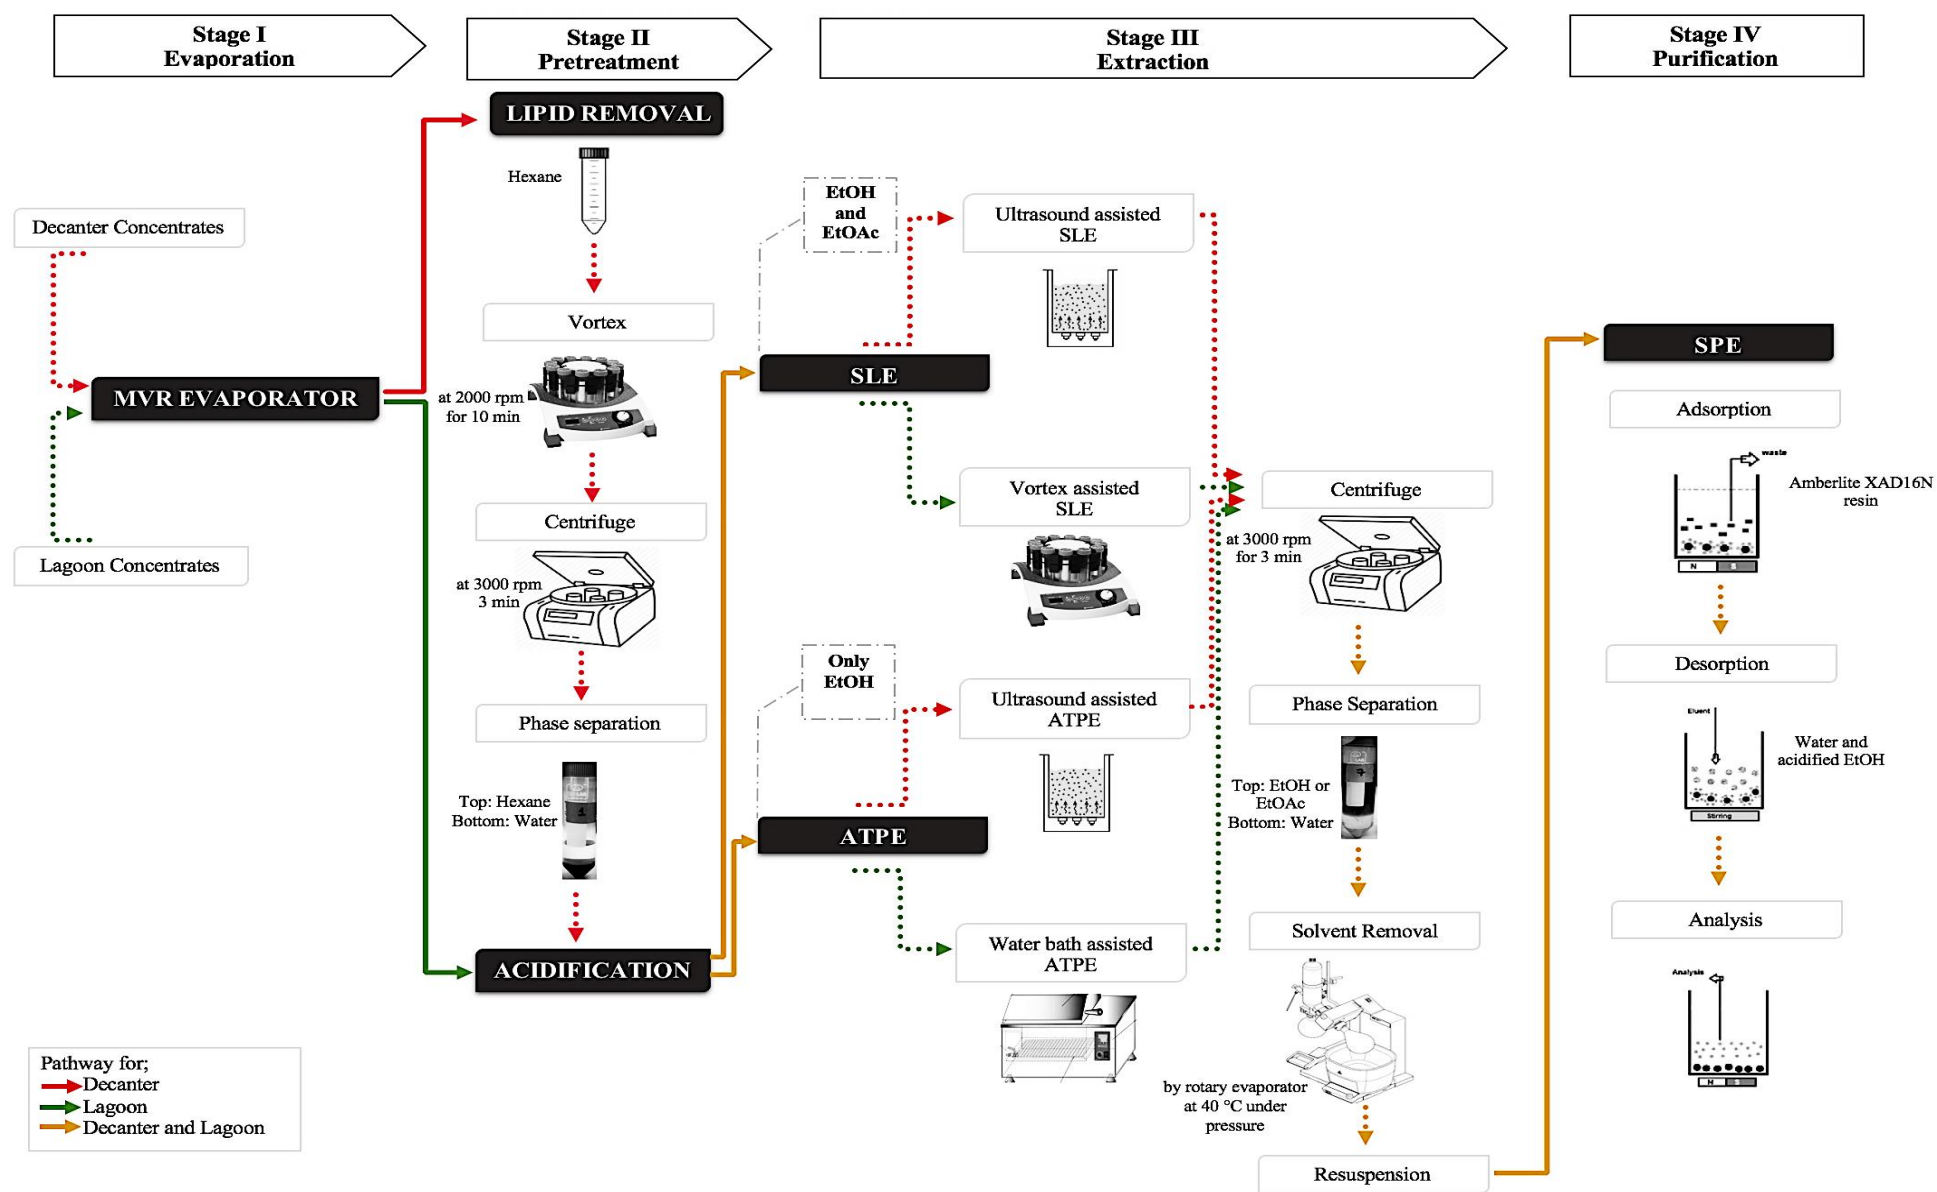 Stage I
Evaporation
Stage II
Pretreatment
Stage III
Extraction
Stage IV
Purification
Decanter Concentrates
MVR EVAPORATOR
Lagoon Concentrates
LIPID REMOVAL
Hexane
Vortex
at 2000 rpm
for 10 min
Centrifuge
at 3000 rpm
3 min
Phase separation
Top: Hexane
Bottom: Water
ACIDIFICATION
EtOH
and
EtOAc
SLE
Ultrasound assisted
SLE
Vortex assisted
SLE
Only
EtOH
ATPE
Ultrasound assisted
ATPE
Water bath assisted
ATPE
Centrifuge
at 3000 rpm
for 3 min
Phase Separation
Top: EtOH or
EtOAc
Bottom: Water
Solvent Removal
by rotary evaporator
at 40 °C under
pressure
Resuspension
SPE
Adsorption
waste
Amberlite XAD16N
resin
N S
Desorption
Eluent
Water and
acidified EtOH
Stirring
Analysis
Analysis
N S
Pathway for;
Decanter
Lagoon
Decanter and Lagoon